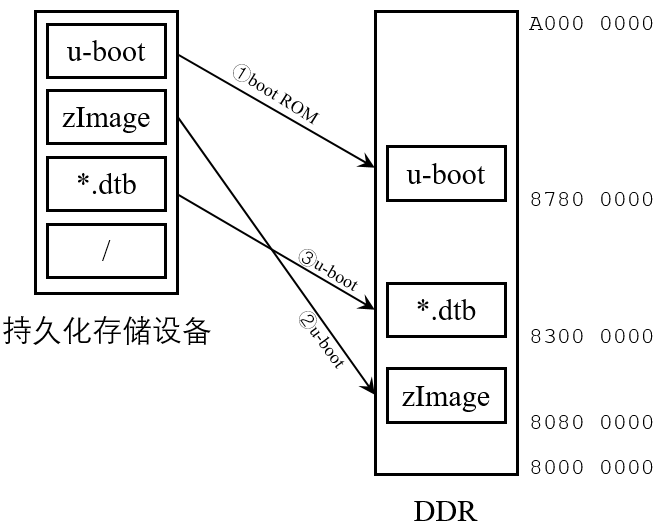 u-boot
zImage
*.dtb
/
持久化存储设备
①boot ROM
③u-boot
②u-boot
u-boot
*.dtb
zImage
DDR
A000 0000
8780 0000
8300 0000
8080 0000
8000 0000